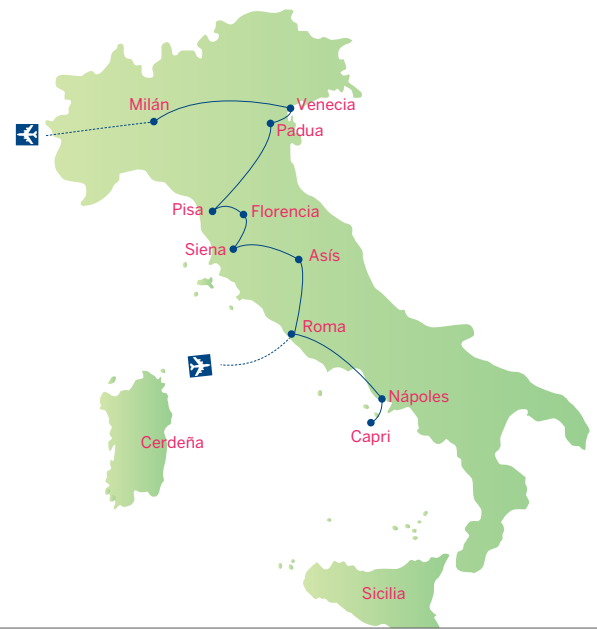 Milán
Venecia
Padua
Pisa
Florencia
Siena
Asís
Roma
Nápoles
Capri
Cerdeña
Sicilia